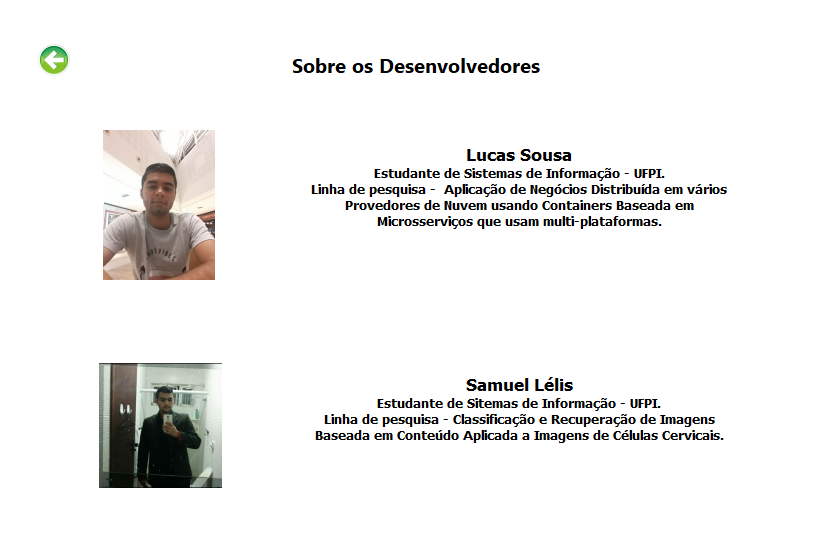 Sobre os Desenvolvedores
Lucas Sousa
Estudante de Sistemas de Informação - UFPI.
Linha de pesquisa -  Aplicação de Negócios Distribuída em vários
Provedores de Nuvem usando Containers Baseada em
Microsserviços que usam multi-plataformas.
Samuel Lélis
Estudante de Sitemas de Informação - UFPI.
Linha de pesquisa - Classificação e Recuperação de Imagens
Baseada em Conteúdo Aplicada a Imagens de Células Cervicais.